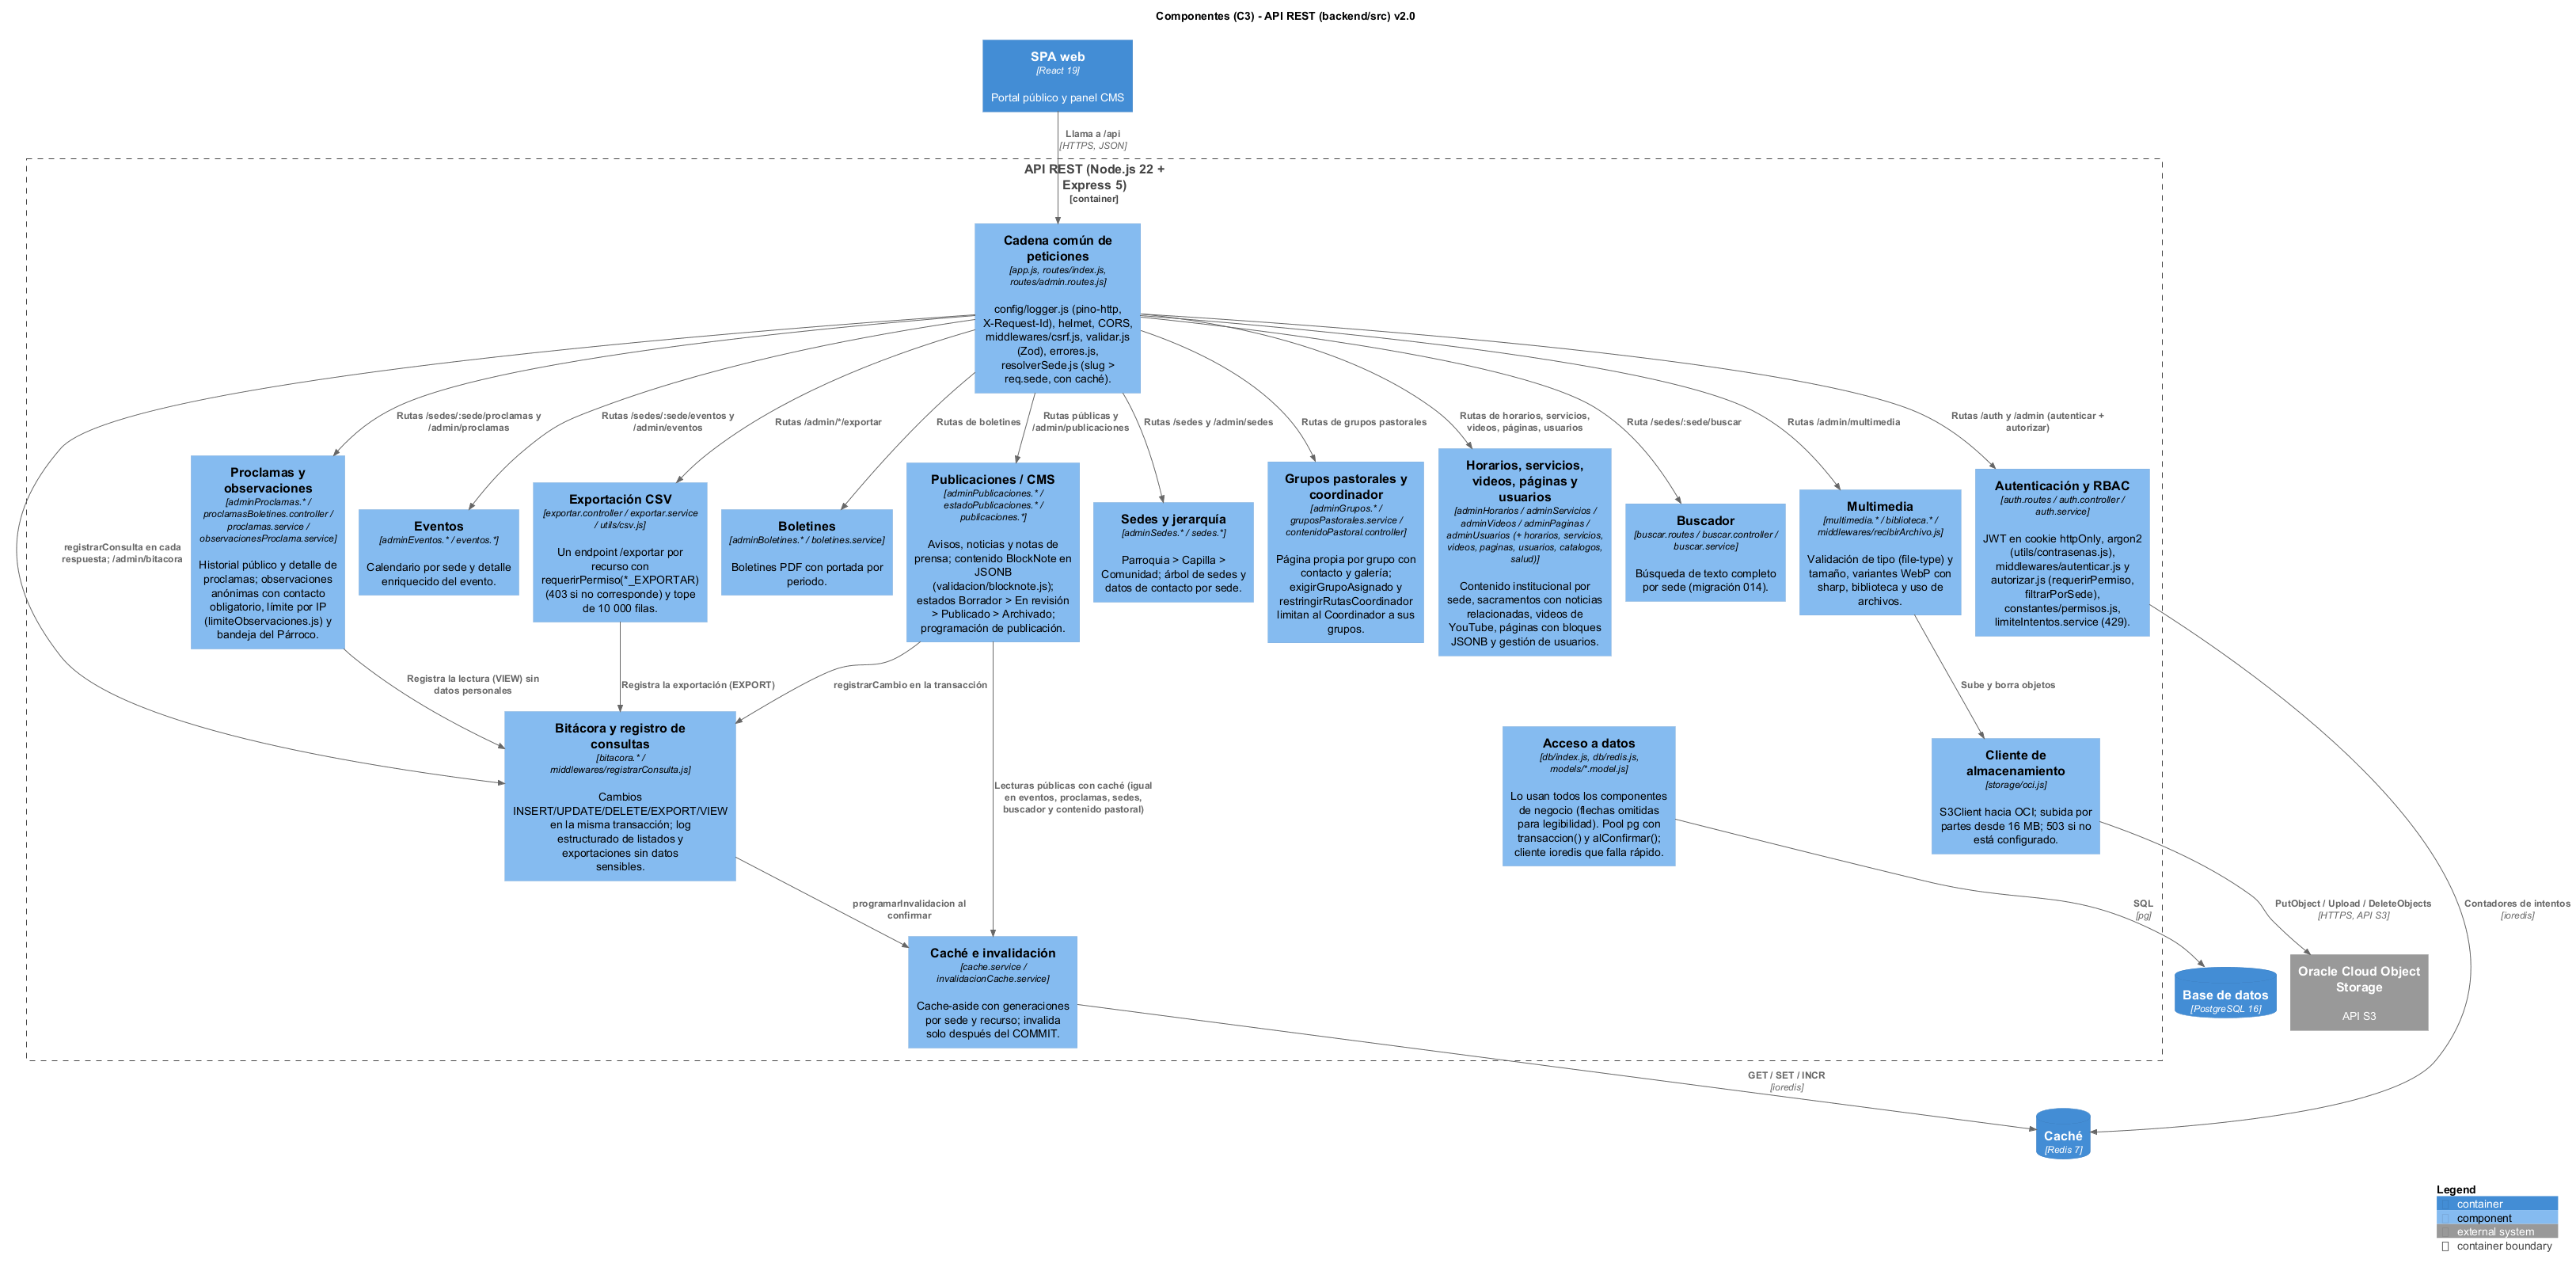 Componentes (C3) - API REST (backend/src) v2.0
SPA web
[React 19]
Portal público y panel CMS
Llama a /api
[HTTPS, JSON]
API REST (Node.js 22 +
Express 5)
[container]
Cadena común de
peticiones
[app.js, routes/index.js,
routes/admin.routes.js]
config/logger.js (pino-http,
X-Request-Id), helmet, CORS,
middlewares/csrf.js, validar.js
(Zod), errores.js,
resolverSede.js (slug >
req.sede, con caché).
Rutas /sedes/:sede/proclamas y
/admin/proclamas
Rutas /sedes/:sede/eventos y
/admin/eventos
Rutas /admin/*/exportar
Rutas de boletines
Rutas públicas y
/admin/publicaciones
Rutas /sedes y /admin/sedes
Rutas de grupos pastorales
Rutas de horarios, servicios,
videos, páginas, usuarios
Ruta /sedes/:sede/buscar
Rutas /admin/multimedia
Rutas /auth y /admin (autenticar +
autorizar)
registrarConsulta en cada
respuesta; /admin/bitacora
Proclamas y
observaciones
[adminProclamas.* /
proclamasBoletines.controller /
proclamas.service /
observacionesProclama.service]
Historial público y detalle de
proclamas; observaciones
anónimas con contacto
obligatorio, límite por IP
(limiteObservaciones.js) y
bandeja del Párroco.
Eventos
[adminEventos.* / eventos.*]
Calendario por sede y detalle
enriquecido del evento.
Exportación CSV
[exportar.controller / exportar.service
/ utils/csv.js]
Un endpoint /exportar por
recurso con
requerirPermiso(*_EXPORTAR)
(403 si no corresponde) y tope
de 10 000 filas.
Boletines
[adminBoletines.* / boletines.service]
Boletines PDF con portada por
periodo.
Publicaciones / CMS
[adminPublicaciones.* /
estadoPublicaciones.* /
publicaciones.*]
Avisos, noticias y notas de
prensa; contenido BlockNote en
JSONB
(validacion/blocknote.js);
estados Borrador > En revisión
> Publicado > Archivado;
programación de publicación.
Sedes y jerarquía
[adminSedes.* / sedes.*]
Parroquia > Capilla >
Comunidad; árbol de sedes y
datos de contacto por sede.
Grupos pastorales y
coordinador
[adminGrupos.* /
gruposPastorales.service /
contenidoPastoral.controller]
Página propia por grupo con
contacto y galería;
exigirGrupoAsignado y
restringirRutasCoordinador
limitan al Coordinador a sus
grupos.
Horarios, servicios,
videos, páginas y
usuarios
[adminHorarios / adminServicios /
adminVideos / adminPaginas /
adminUsuarios (+ horarios, servicios,
videos, paginas, usuarios, catalogos,
salud)]
Contenido institucional por
sede, sacramentos con noticias
relacionadas, videos de
YouTube, páginas con bloques
JSONB y gestión de usuarios.
Buscador
[buscar.routes / buscar.controller /
buscar.service]
Búsqueda de texto completo
por sede (migración 014).
Multimedia
[multimedia.* / biblioteca.* /
middlewares/recibirArchivo.js]
Validación de tipo (file-type) y
tamaño, variantes WebP con
sharp, biblioteca y uso de
archivos.
Autenticación y RBAC
[auth.routes / auth.controller /
auth.service]
JWT en cookie httpOnly, argon2
(utils/contrasenas.js),
middlewares/autenticar.js y
autorizar.js (requerirPermiso,
filtrarPorSede),
constantes/permisos.js,
limiteIntentos.service (429).
Registra la lectura (VIEW) sin
datos personales
Registra la exportación (EXPORT)
registrarCambio en la transacción
Sube y borra objetos
Bitácora y registro de
consultas
[bitacora.* /
middlewares/registrarConsulta.js]
Cambios
INSERT/UPDATE/DELETE/EXPORT/VIEW
en la misma transacción; log
estructurado de listados y
exportaciones sin datos
sensibles.
Lecturas públicas con caché (igual
en eventos, proclamas, sedes,
buscador y contenido pastoral)
Acceso a datos
[db/index.js, db/redis.js,
models/*.model.js]
Lo usan todos los componentes
de negocio (flechas omitidas
para legibilidad). Pool pg con
transaccion() y alConfirmar();
cliente ioredis que falla rápido.
Cliente de
almacenamiento
[storage/oci.js]
S3Client hacia OCI; subida por
partes desde 16 MB; 503 si no
está configurado.
programarInvalidacion al
confirmar
SQL
[pg]
PutObject / Upload / DeleteObjects
[HTTPS, API S3]
Contadores de intentos
[ioredis]
Caché e invalidación
[cache.service /
invalidacionCache.service]
Cache-aside con generaciones
por sede y recurso; invalida
solo después del COMMIT.
Base de datos
[PostgreSQL 16]
Oracle Cloud Object
Storage
API S3
GET / SET / INCR
[ioredis]
Caché
[Redis 7]
Legend
container
component
external system
container boundary